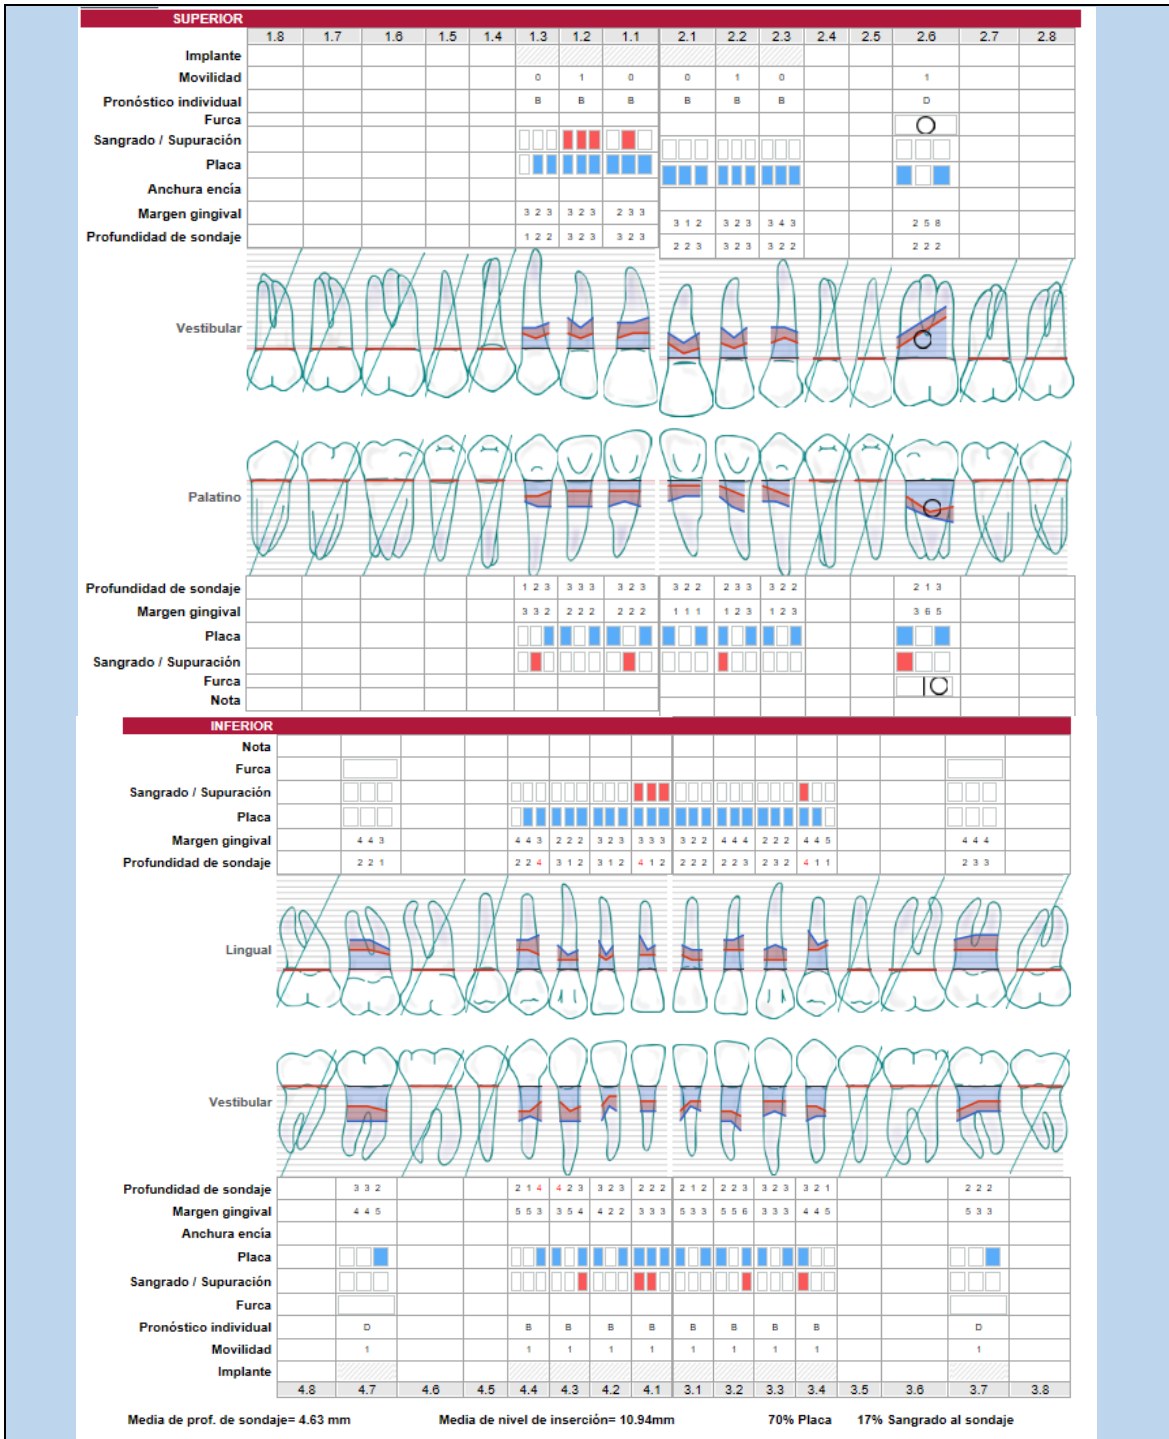 SUPERIOR
1.8 1.7 1.6 1.5 1.4 1.3 1.2 1.1 2.1 2.2 2.3 2.4 2.5 2.6 2.7 2.8
Implante
Movilidad 0 1 0 0 1 0 1
Pronóstico individual B B B B B B D
Furca
Sangrado / Supuración
Placa
Anchura encía
Margen gingival 3 2 3 3 2 3 2 3 3 3 1 2 3 2 3 3 4 3 2 5 8
Profundidad de sondaje 1 2 2 3 2 3 3 2 3 2 2 3 3 2 3 3 2 2 2 2 2
Vestibular
Palatino
Profundidad de sondaje 1 2 3 3 3 3 3 2 3 3 2 2 2 3 3 3 2 2 2 1 3
Margen gingival 3 3 2 2 2 2 2 2 2 1 1 1 1 2 3 1 2 3 3 6 5
Placa
Sangrado / Supuración
Furca
Nota
INFERIOR
Nota
Furca
Sangrado / Supuración
Placa
Margen gingival 4 4 3 4 4 3 2 2 2 3 2 3 3 3 3 3 2 2 4 4 4 2 2 2 4 4 5 4 4 4
Profundidad de sondaje 2 2 1 2 2 4 3 1 2 3 1 2 4 1 2 2 2 2 2 2 3 2 3 2 4 1 1 2 3 3
Lingual
Vestibular
Profundidad de sondaje 3 3 2 2 1 4 4 2 3 3 2 3 2 2 2 2 1 2 2 2 3 3 2 3 3 2 1 2 2 2
Margen gingival 4 4 5 5 5 3 3 5 4 4 2 2 3 3 3 5 3 3 5 5 6 3 3 3 4 4 5 5 3 3
Anchura encía
Placa
Sangrado / Supuración
Furca
Pronóstico individual D B B B B B B B B D
Movilidad 1 1 1 1 1 1 1 1 1 1
Implante
4.8 4.7 4.6 4.5 4.4 4.3 4.2 4.1 3.1 3.2 3.3 3.4 3.5 3.6 3.7 3.8
Media de prof. de sondaje= 4.63 mm Media de nivel de inserción= 10.94mm 70% Placa 17% Sangrado al sondaje